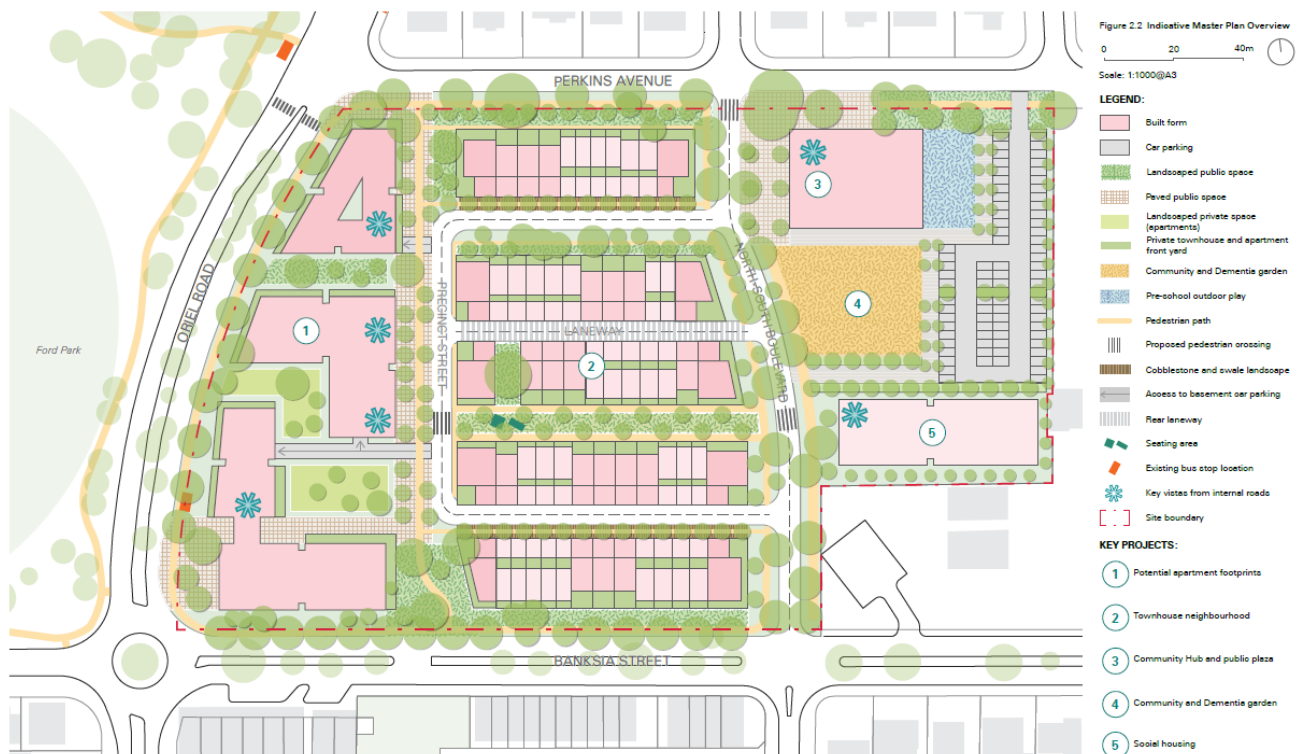 Figure 2.2 Indicative Master Plan Overview
0 20 40m
Scale: 1:1000@A3
LEGEND:
Built form
Car parking
Landscaped public space
Paved public space
Landscaped private space
(apartments)
Private townhouse and apartment
front yard
Community and Dementia garden
Pre-school outdoor play
Pedestrian path
Proposed pedestrian crossing
Cobblestone and swale landscape
Access to basement car parking
Rear laneway
Seating area
Existing bus stop location
Key vistas from internal roads
Site boundary
KEY PROJECTS:
1 Potential apartment footprints
2 Townhouse neighbourhood
3 Community Hub and public plaza
4 Community and Dementia garden
5 Social housing
PERKINS AVENUE
3
NORTH-SOUTH BOULEVARD
ORIEL ROAD
PRECINCT STREET
4
1
LANEWAY
Ford Park
2
5
BANKSIA STREET